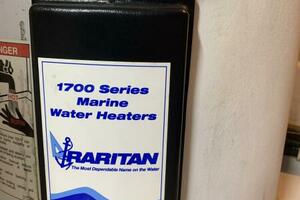 NGER
1700 Series
Marine
Water Heaters
RARITAN
The Most Dependable Name on the Water